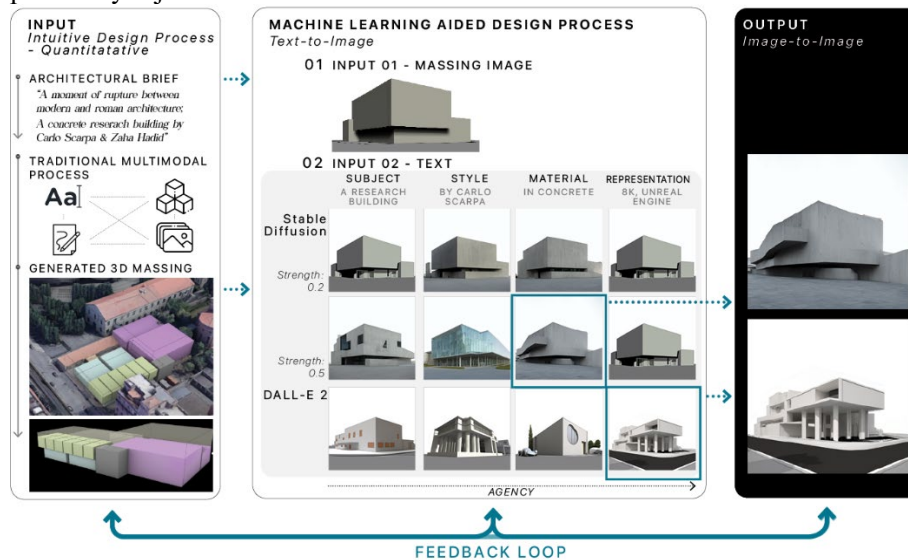 INPUT
Intuitive Design Process
- Quantitatative
ARCHITECTURAL BRIEF
"A moment of rupture between
modern and roman architecture;
A concrete reserach building by
Carlo Scarpa & Zaha Hadid"
TRADITIONAL MULTIMODAL
PROCESS
Aa
GENERATED 3D MASSING
MACHINE LEARNING AIDED DESIGN PROCESS
Text-to-Image
01 INPUT 01 - MASSING IMAGE
02 INPUT 02 - TEXT
SUBJECT
A RESEARCH
BUILDING
STYLE
BY CARLO
SCARPA
MATERIAL
IN CONCRETE
REPRESENTATION
8K, UNREAL
ENGINE
Stable
Diffusion
Strength:
0.2
Strength:
0.5
DALL-E 2
AGENCY
OUTPUT
Image-to-Image
FEEDBACK LOOP